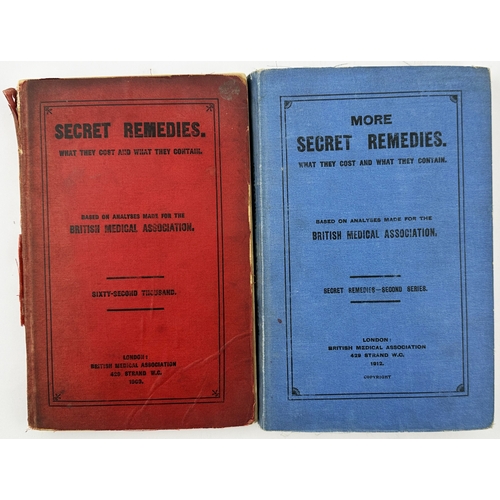 SECRET REMEDIES.
WHAT THEY COST AND WHAT THEY CONTAIN.
BASED ON ANALYSES MADE FOR THE
BRITISH MEDICAL ASSOCIATION.
SIXTY-SECOND THOUSAND.
LONDON:
BRITISH MEDICAL ASSOCIATION
429 STRAND W.C.
1909.
MORE
SECRET REMEDIES.
WHAT THEY COST AND WHAT THEY CONTAIN.
BASED ON ANALYSES MADE FOR THE
BRITISH MEDICAL ASSOCIATION.
SECRET REMEDIES—SECOND SERIES.
LONDON:
BRITISH MEDICAL ASSOCIATION
429 STRAND W.C.
1912.
COPYRIGHT